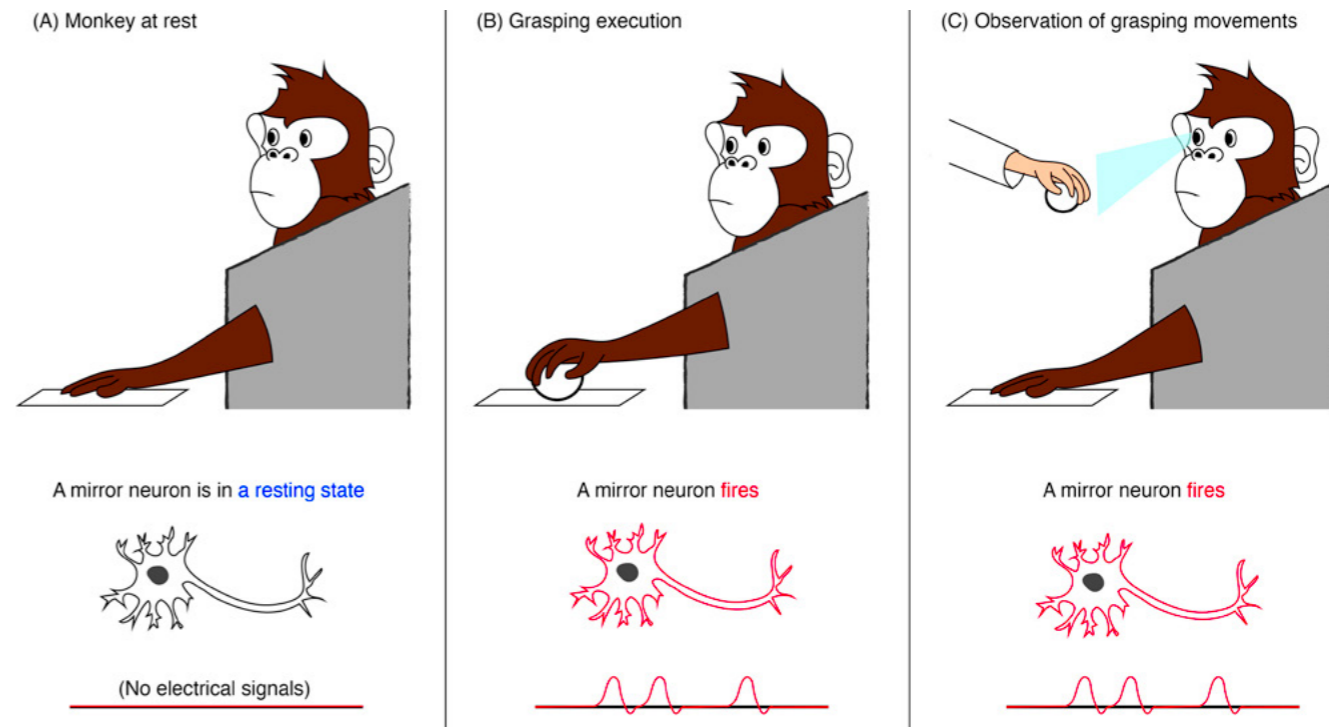 (A) Monkey at rest
(B) Grasping execution
(C) Observation of grasping movements
A mirror neuron is in a resting state
A mirror neuron fires
A mirror neuron fires
(No electrical signals)